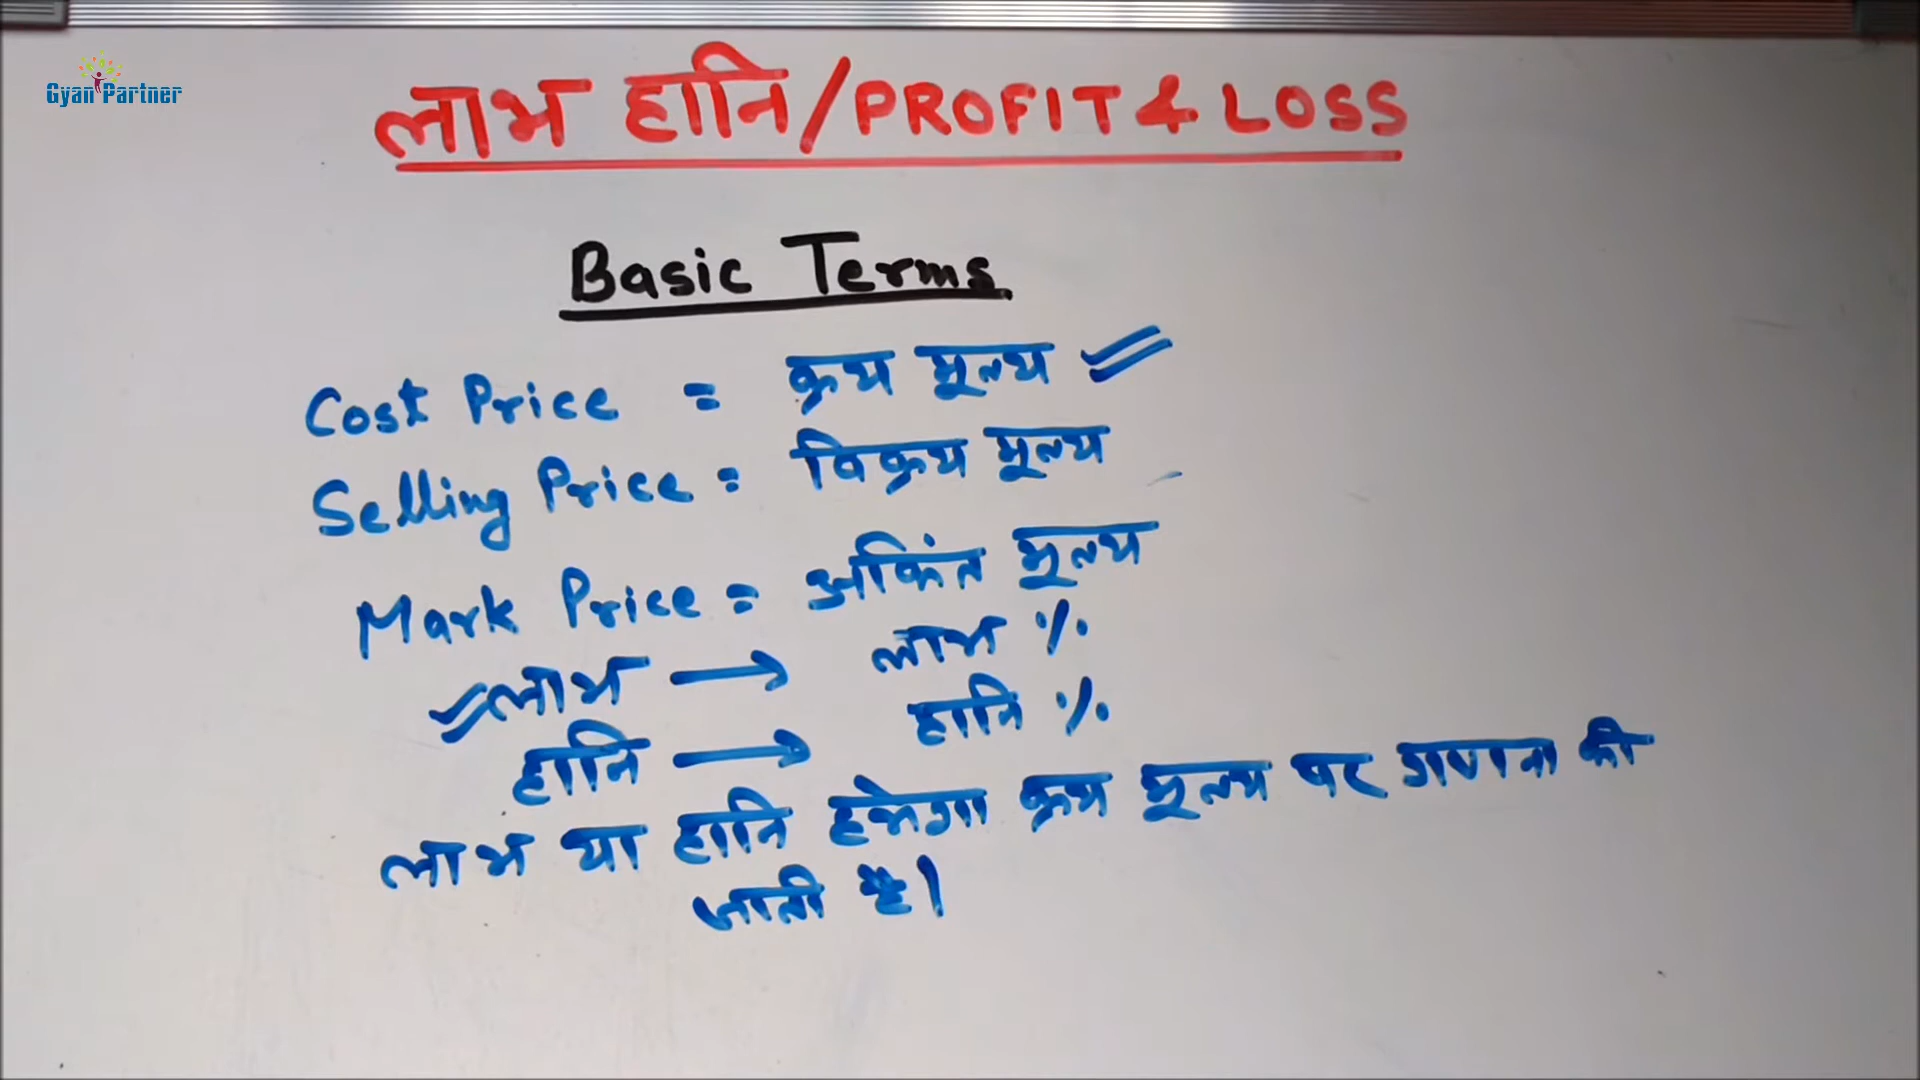 Gyan Partner
लाभ हानि/PROFIT & LOSS
Basic Terms
Cost Price = क्रय मूल्य
Selling Price = विक्रय मूल्य
Mark Price = अंकित मूल्य
लाभ → लाभ %
हानि → हानि %
लाभ या हानि हमेशा क्रय मूल्य पर गणना की
जाती है।